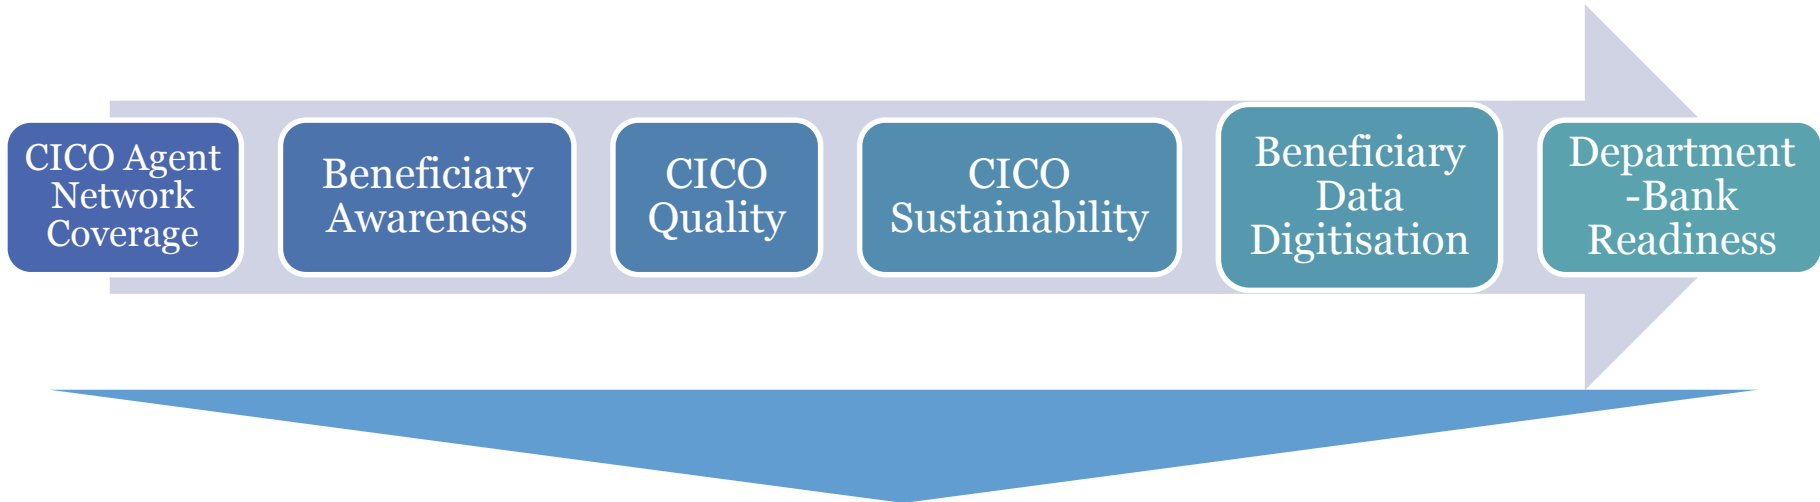 CICO Agent
Network
Coverage
Beneficiary
Awareness
CICO
Quality
CICO
Sustainability
Beneficiary
Data
Digitisation
Department
-Bank
Readiness